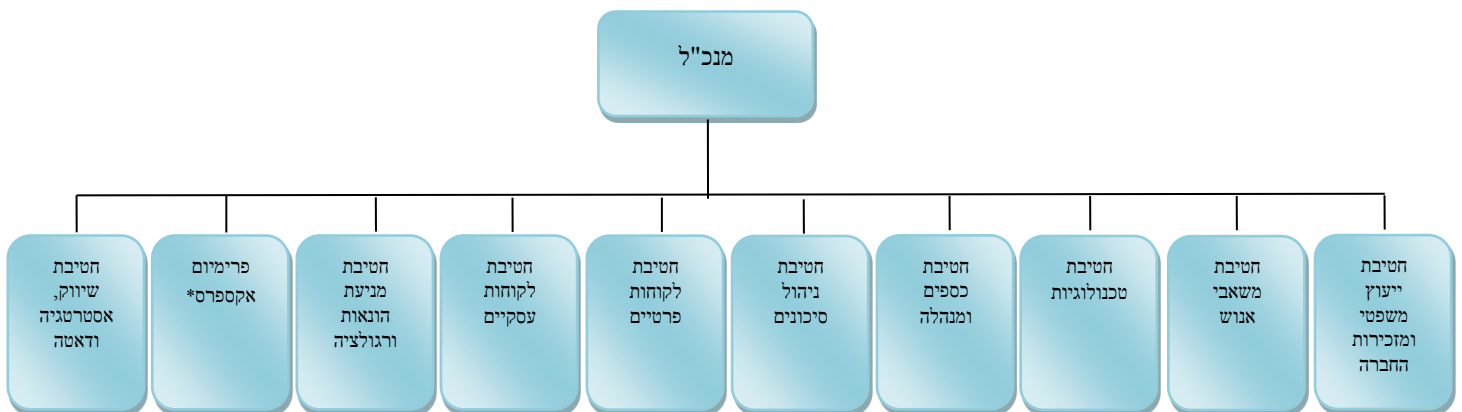 מנכ"ל
חטיבת
ייעוץ
משפטי
ומזכירות
החברה
חטיבת
משאבי
אנוש
חטיבת
טכנולוגיות
חטיבת
כספים
ומנהלה
חטיבת
ניהול
סיכונים
חטיבת
לקוחות
פרטיים
חטיבת
לקוחות
עסקיים
חטיבת
מניעת
הונאות
ורגולציה
פרימיום
אקספרס*
חטיבת
שיווק,
אסטרטגיה
ודאטה